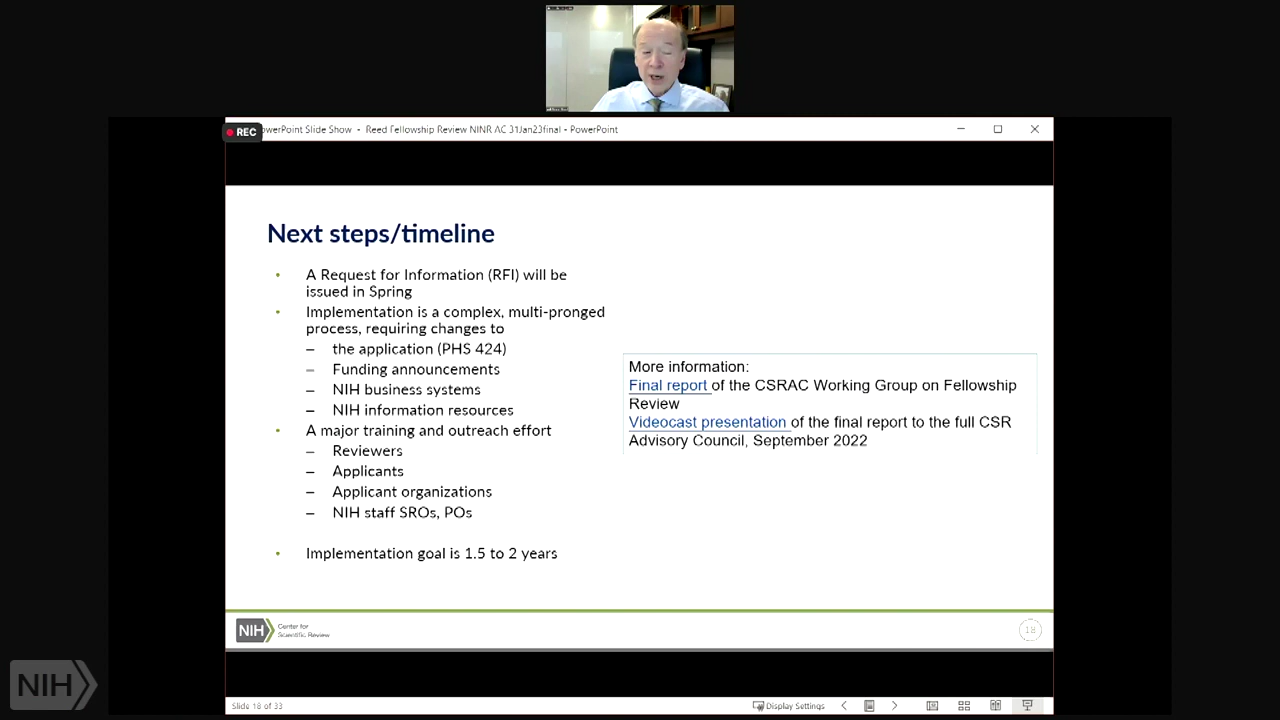 REC
PowerPoint Slide Show - Reed Fellowship Review NINR AC 31Jan23final - PowerPoint
Next steps/timeline
• A Request for Information (RFI) will be
issued in Spring
• Implementation is a complex, multi-pronged
process, requiring changes to
– the application (PHS 424)
– Funding announcements
– NIH business systems
– NIH information resources
• A major training and outreach effort
– Reviewers
– Applicants
– Applicant organizations
– NIH staff SROs, POs
• Implementation goal is 1.5 to 2 years
More information:
Final report of the CSRAC Working Group on Fellowship
Review
Videocast presentation of the final report to the full CSR
Advisory Council, September 2022
NIH
Center for
Scientific Review
18
NIH
Slide 18 of 33
Display Settings